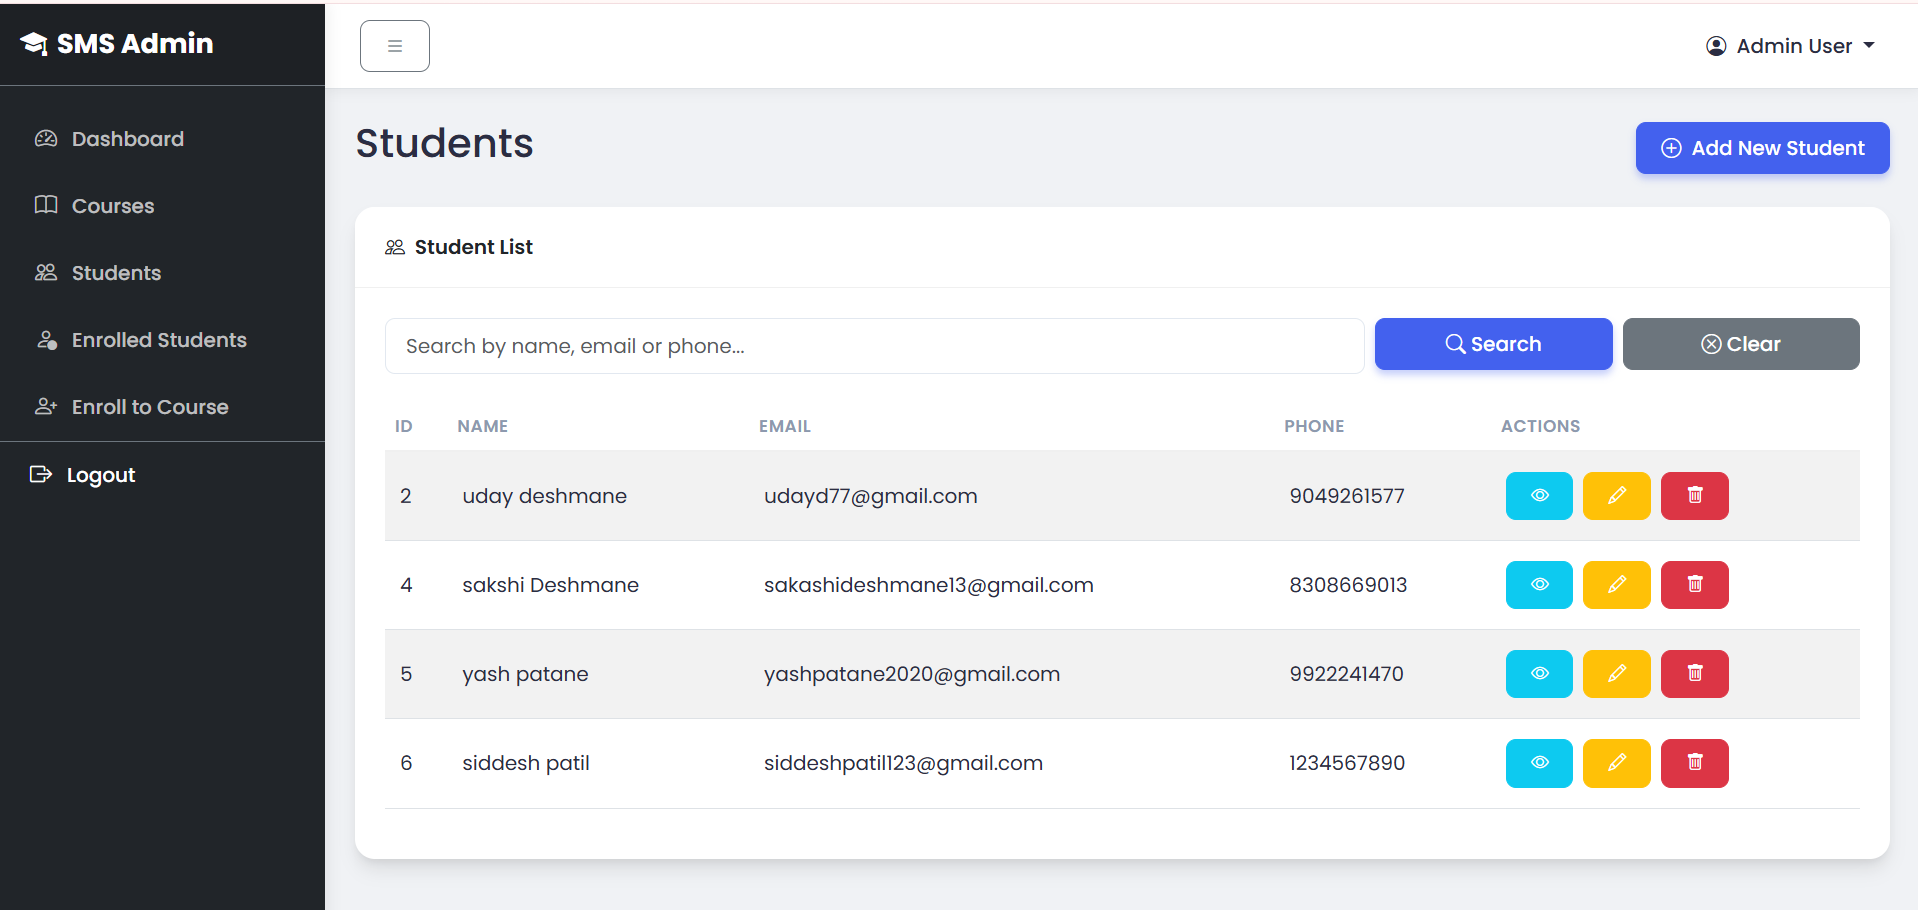 SMS Admin
Admin User
Dashboard
Courses
Students
Enrolled Students
Enroll to Course
Logout
Students
Add New Student
Student List
Search by name, email or phone...
Search
Clear
ID NAME EMAIL PHONE ACTIONS
2 uday deshmane udayd77@gmail.com 9049261577
4 sakshi Deshmane sakashideshmane13@gmail.com 8308669013
5 yash patane yashpatane2020@gmail.com 9922241470
6 siddesh patil siddeshpatil123@gmail.com 1234567890